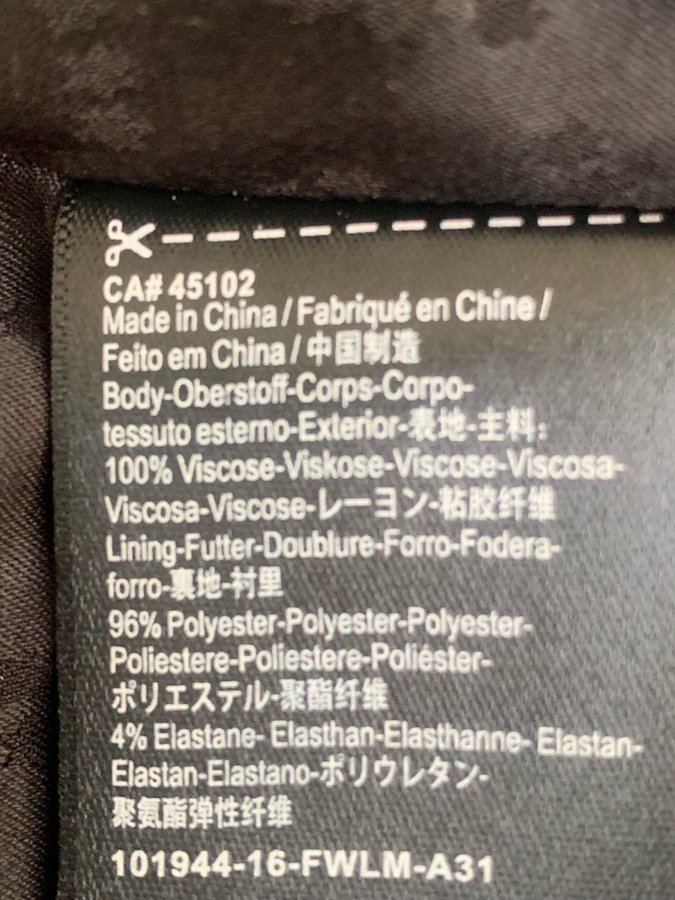 CA# 45102
Made in China / Fabriqué en Chine /
Feito em China / 中国制造
Body-Oberstoff-Corps-Corpo-
tessuto esterno-Exterior-表地-主料:
100% Viscose-Viskose-Viscose-Viscosa-
Viscosa-Viscose-レーヨン-粘胶纤维
Lining-Futter-Doublure-Forro-Fodera-
forro-裏地-衬里
96% Polyester-Polyester-Polyester-
Poliestere-Poliestere-Poliéster-
ポリエステル-聚酯纤维
4% Elastane- Elasthan-Elasthanne- Elastan-
Elastan-Elastano-ポリウレタン-
聚氨酯弹性纤维
101944-16-FWLM-A31